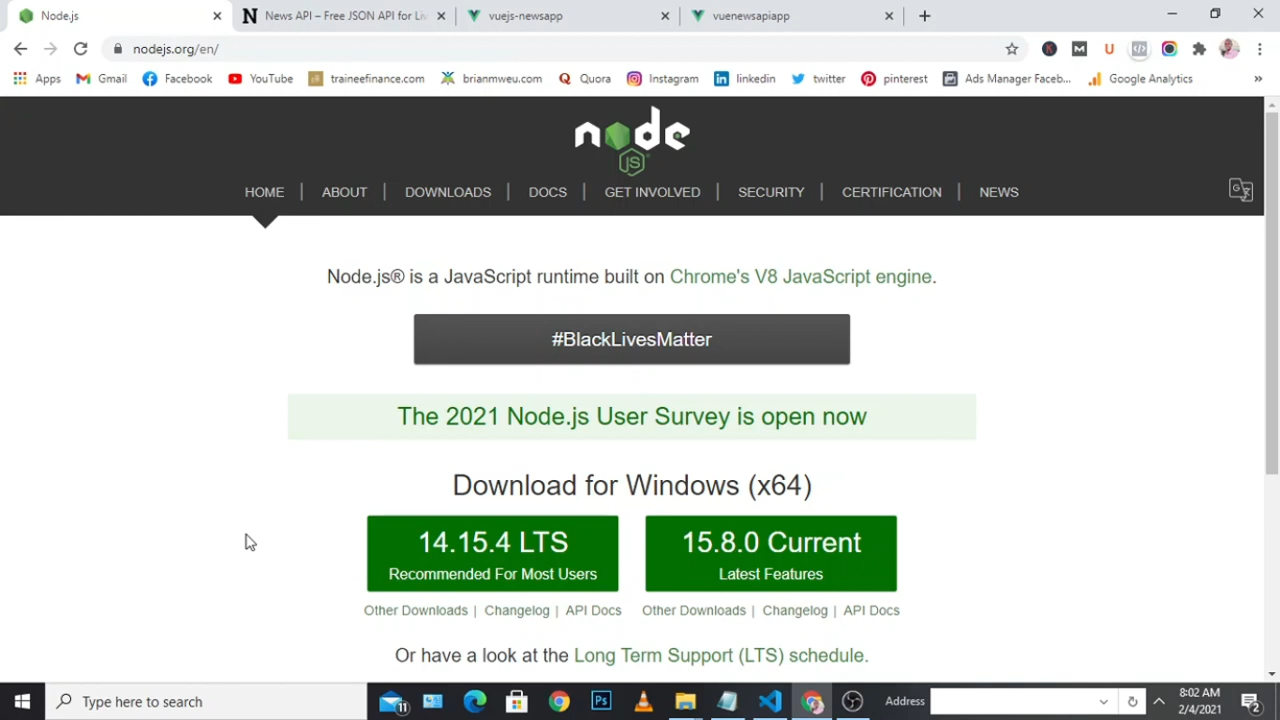 Node.js
News API – Free JSON API for Liv
vuejs-newsapp
vuenewsapiapp
nodejs.org/en/
Apps
Gmail
Facebook
YouTube
traineefinance.com
brianmweu.com
Quora
Instagram
linkedin
twitter
pinterest
Ads Manager Faceb...
Google Analytics
node
JS
HOME | ABOUT | DOWNLOADS | DOCS | GET INVOLVED | SECURITY | CERTIFICATION | NEWS
Node.js® is a JavaScript runtime built on Chrome's V8 JavaScript engine.
#BlackLivesMatter
The 2021 Node.js User Survey is open now
Download for Windows (x64)
14.15.4 LTS
Recommended For Most Users
15.8.0 Current
Latest Features
Other Downloads | Changelog | API Docs
Other Downloads | Changelog | API Docs
Or have a look at the Long Term Support (LTS) schedule.
Type here to search
11
Ps
Address
8:02 AM
2/4/2021
2